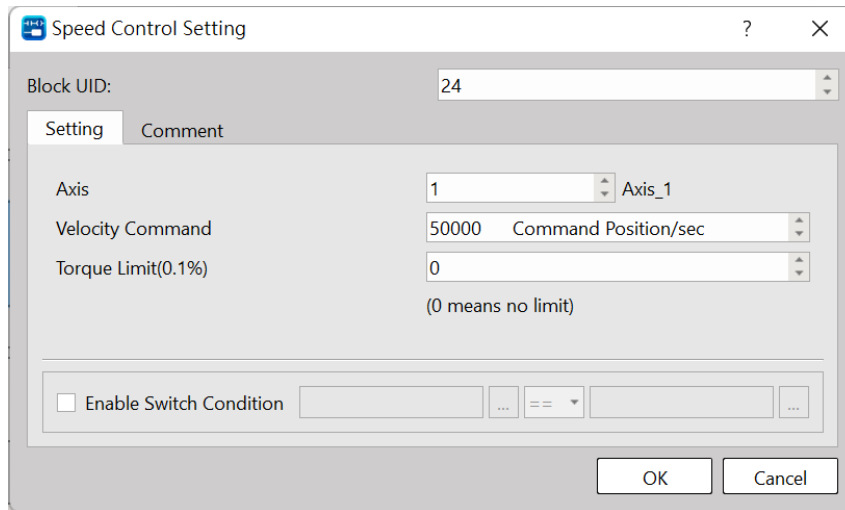 Speed Control Setting ?
Block UID: 24
Setting Comment
Axis 1 Axis_1
Velocity Command 50000 Command Position/sec
Torque Limit(0.1%) 0
(0 means no limit)
Enable Switch Condition ... == ...
OK Cancel